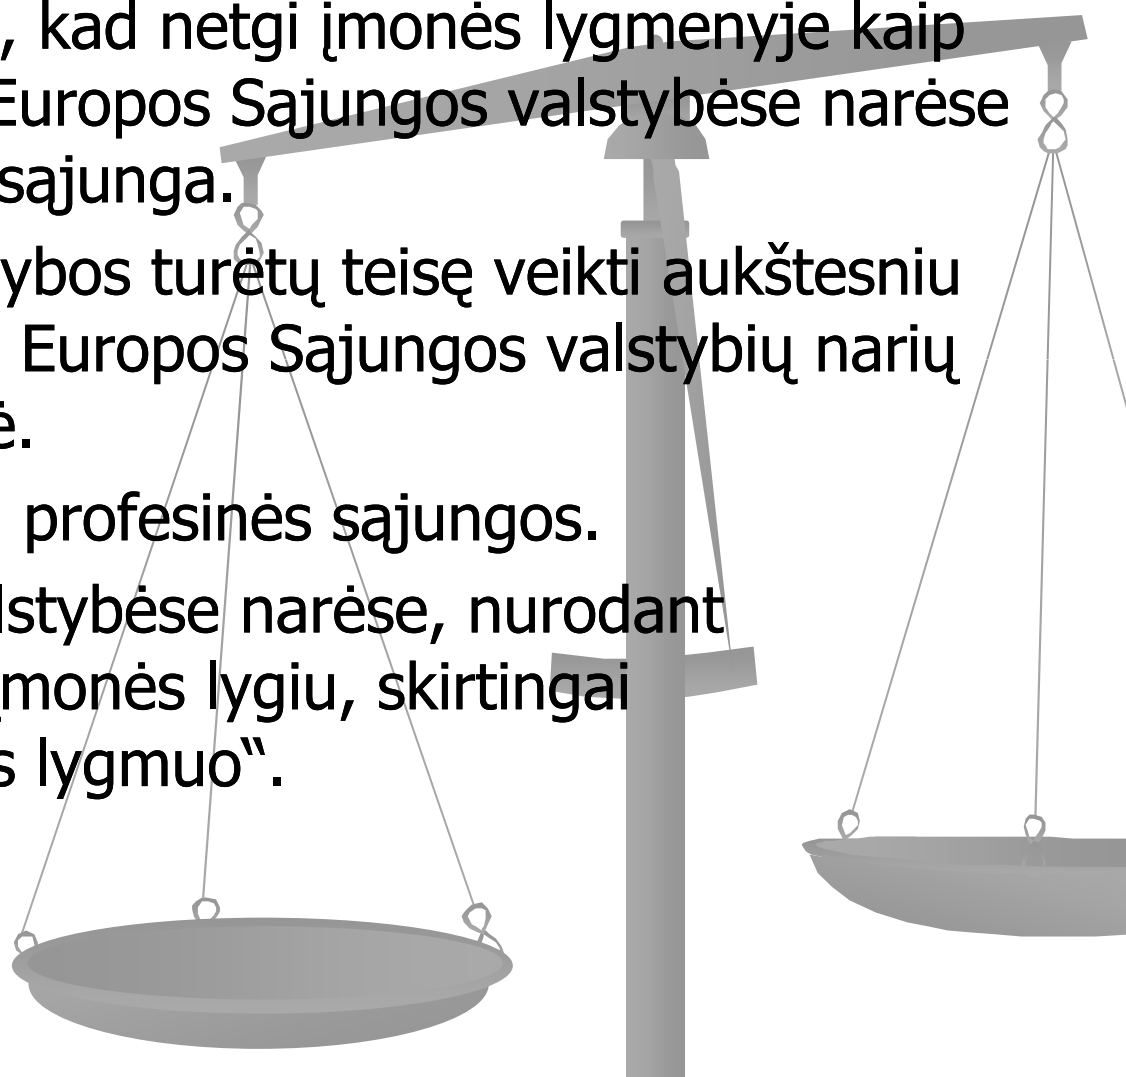 , kad netgi įmonės lygmenyje kaip
Europos Sąjungos valstybėse narėse
sąjunga.
ybos turėtų teisę veikti aukštesniu
Europos Sąjungos valstybių narių
ė.
profesinės sąjungos.
lstybėse narėse, nurodant
įmonės lygiu, skirtingai
s lygmuo“.